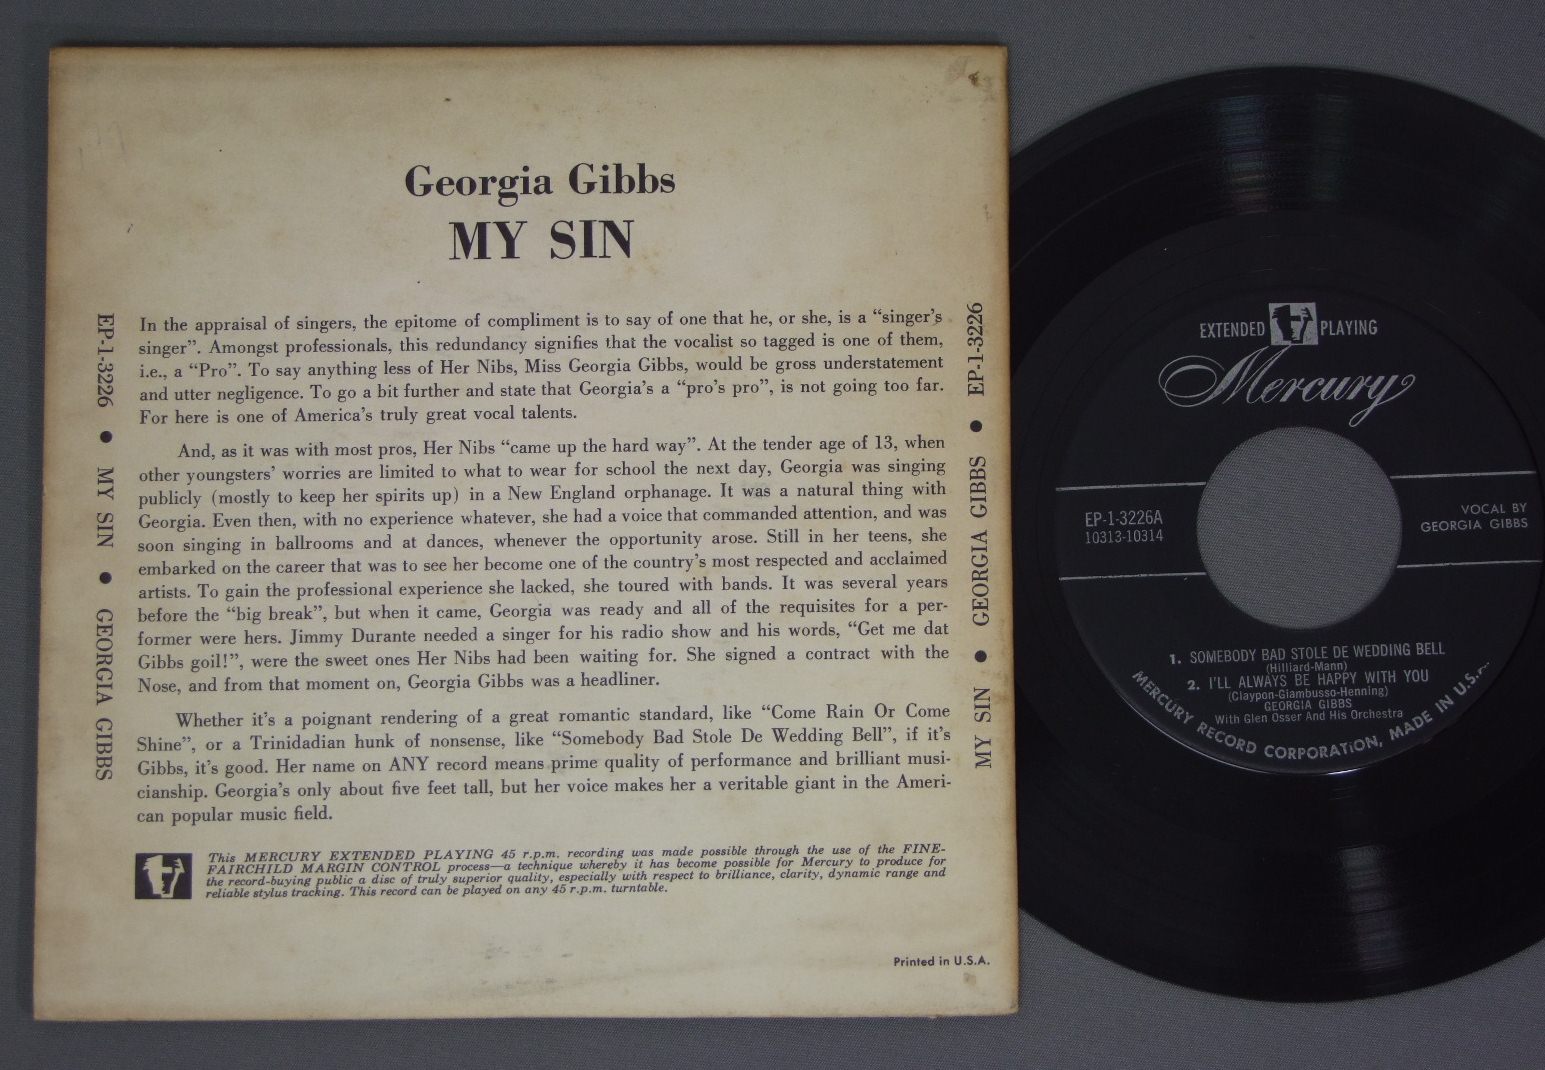 Georgia Gibbs
MY SIN
EP-1-3226 ● MY SIN ● GEORGIA GIBBS
In the appraisal of singers, the epitome of compliment is to say of one that he, or she, is a “singer’s
singer”. Amongst professionals, this redundancy signifies that the vocalist so tagged is one of them,
i.e., a “Pro”. To say anything less of Her Nibs, Miss Georgia Gibbs, would be gross understatement
and utter negligence. To go a bit further and state that Georgia’s a “pro’s pro”, is not going too far.
For here is one of America’s truly great vocal talents.
And, as it was with most pros, Her Nibs “came up the hard way”. At the tender age of 13, when
other youngsters’ worries are limited to what to wear for school the next day, Georgia was singing
publicly (mostly to keep her spirits up) in a New England orphanage. It was a natural thing with
Georgia. Even then, with no experience whatever, she had a voice that commanded attention, and was
soon singing in ballrooms and at dances, whenever the opportunity arose. Still in her teens, she
embarked on the career that was to see her become one of the country’s most respected and acclaimed
artists. To gain the professional experience she lacked, she toured with bands. It was several years
before the “big break”, but when it came, Georgia was ready and all of the requisites for a per-
former were hers. Jimmy Durante needed a singer for his radio show and his words, “Get me dat
Gibbs goil!”, were the sweet ones Her Nibs had been waiting for. She signed a contract with the
Nose, and from that moment on, Georgia Gibbs was a headliner.
Whether it’s a poignant rendering of a great romantic standard, like “Come Rain Or Come
Shine”, or a Trinidadian hunk of nonsense, like “Somebody Bad Stole De Wedding Bell”, if it’s
Gibbs, it’s good. Her name on ANY record means prime quality of performance and brilliant musi-
cianship. Georgia’s only about five feet tall, but her voice makes her a veritable giant in the Ameri-
can popular music field.
MY SIN ● GEORGIA GIBBS ● EP-1-3226
This MERCURY EXTENDED PLAYING 45 r.p.m. recording was made possible through the use of the FINE-
FAIRCHILD MARGIN CONTROL process—a technique whereby it has become possible for Mercury to produce for
the record-buying public a disc of truly superior quality, especially with respect to brilliance, clarity, dynamic range and
reliable stylus tracking. This record can be played on any 45 r.p.m. turntable.
Printed in U.S.A.
EXTENDED PLAYING
Mercury
EP-1-3226A
10313-10314
VOCAL BY
GEORGIA GIBBS
1. SOMEBODY BAD STOLE DE WEDDING BELL
(Hilliard-Mann)
2. I'LL ALWAYS BE HAPPY WITH YOU
(Claypon-Giambusso-Henning)
GEORGIA GIBBS
With Glen Osser And His Orchestra
MERCURY RECORD CORPORATION, MADE IN U.S.A.